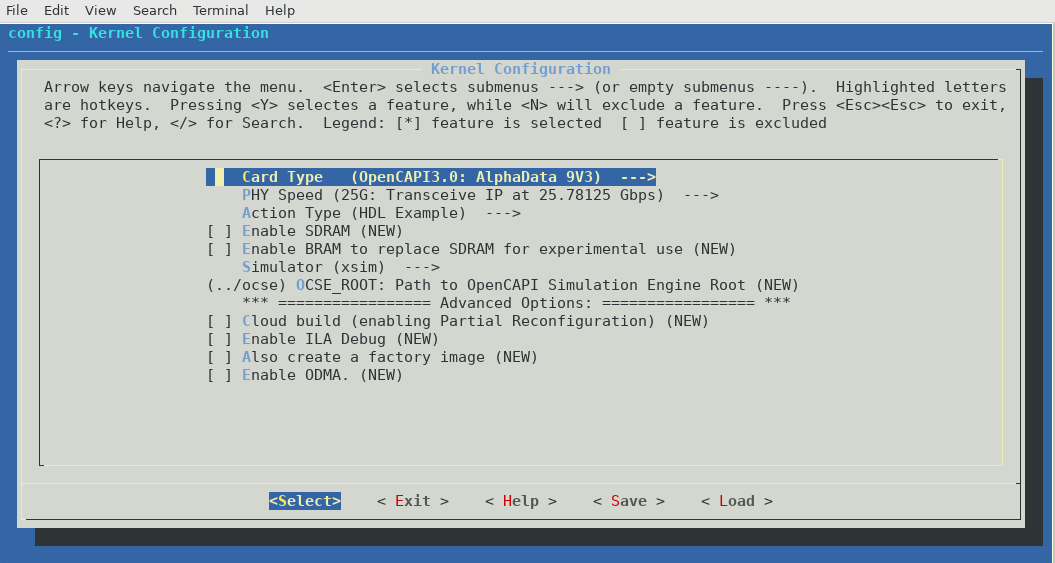 File Edit View Search Terminal Help
config - Kernel Configuration
Kernel Configuration
Arrow keys navigate the menu.  <Enter> selects submenus ---> (or empty submenus ----).  Highlighted letters
are hotkeys.  Pressing <Y> selectes a feature, while <N> will exclude a feature.  Press <Esc><Esc> to exit,
<?> for Help, </> for Search.  Legend: [*] feature is selected  [ ] feature is excluded
Card Type   (OpenCAPI3.0: AlphaData 9V3)  --->
PHY Speed (25G: Transceive IP at 25.78125 Gbps)  --->
Action Type (HDL Example)  --->
[ ] Enable SDRAM (NEW)
[ ] Enable BRAM to replace SDRAM for experimental use (NEW)
Simulator (xsim)  --->
(../ocse) OCSE_ROOT: Path to OpenCAPI Simulation Engine Root (NEW)
*** ================= Advanced Options: ================= ***
[ ] Cloud build (enabling Partial Reconfiguration) (NEW)
[ ] Enable ILA Debug (NEW)
[ ] Also create a factory image (NEW)
[ ] Enable ODMA. (NEW)
<Select>    < Exit >    < Help >    < Save >    < Load >